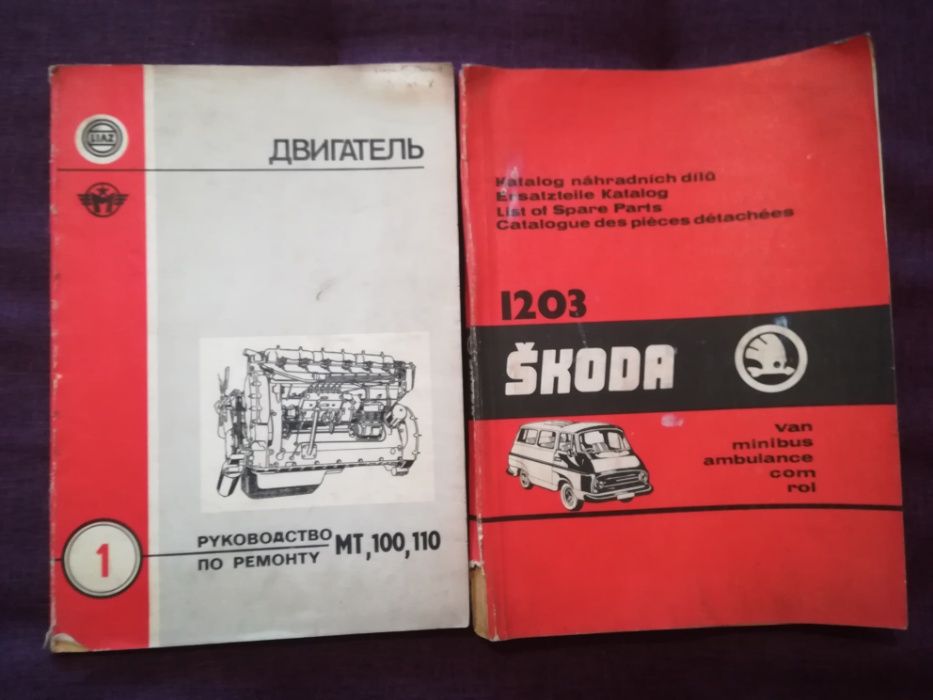 LIAZ
ДВИГАТЕЛЬ
M
1
РУКОВОДСТВО
ПО РЕМОНТУ
МТ, 100, 110
Katalog náhradních dílů
Ersatzteile Katalog
List of Spare Parts
Catalogue des pièces détachées
1203
ŠKODA
van
minibus
ambulance
com
rol